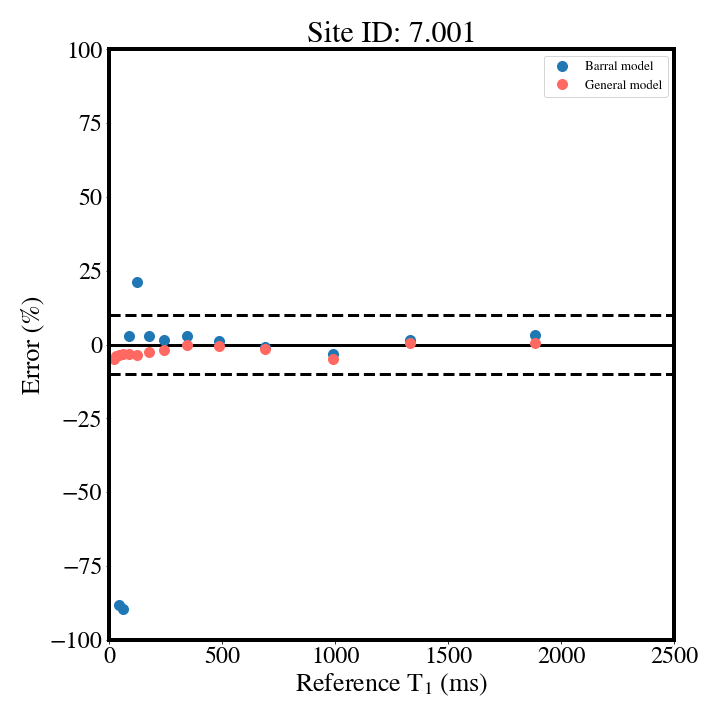 Site ID: 7.001
100
75
50
25
0
−25
−50
−75
−100
Error (%)
Barral model
General model
0 500 1000 1500 2000 2500
Reference T1 (ms)